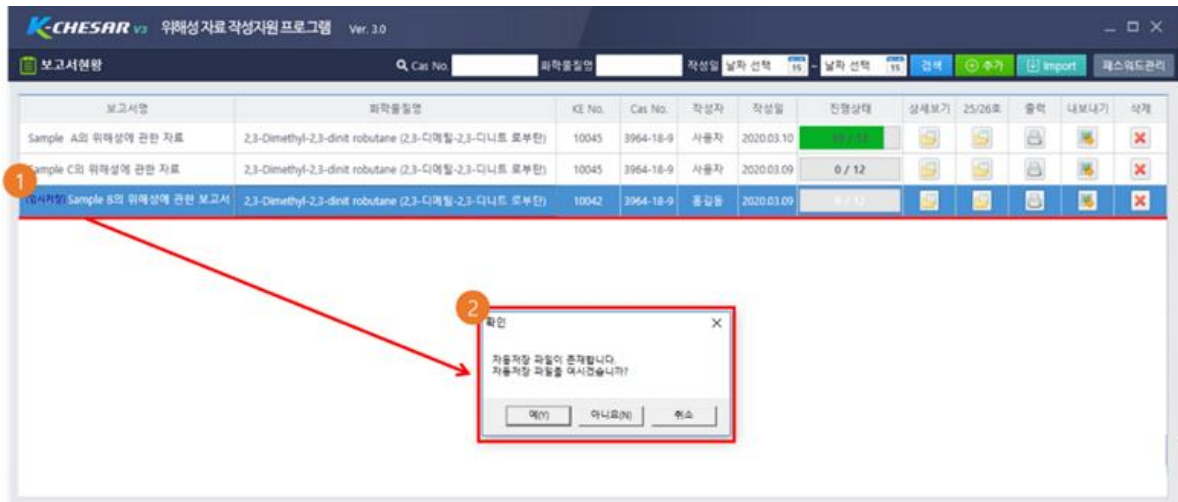 K-CHESAR V3 위해성 자료 작성지원 프로그램 Ver. 3.0
보고서현황 Cas No. 화학물질명 작성일 날짜 선택 15 ~ 날짜 선택 15 검색 추가 Import 패스워드관리
보고서명 화학물질명 KE No. Cas No. 작성자 작성일 진행상태 상세보기 25/26호 출력 내보내기 삭제
Sample A의 위해성에 관한 자료 2,3-Dimethyl-2,3-dinit robutane (2,3-디메틸-2,3-디니트 로부탄) 10045 3964-18-9 사용자 2020.03.10
Sample C의 위해성에 관한 자료 2,3-Dimethyl-2,3-dinit robutane (2,3-디메틸-2,3-디니트 로부탄) 10045 3964-18-9 사용자 2020.03.09 0 / 12
1
[임시저장] Sample B의 위해성에 관한 보고서 2,3-Dimethyl-2,3-dinit robutane (2,3-디메틸-2,3-디니트 로부탄) 10042 3964-18-9 홍길동 2020.03.09
2
확인
자동저장 파일이 존재합니다.
자동저장 파일을 여시겠습니까?
예(Y) 아니요(N) 취소